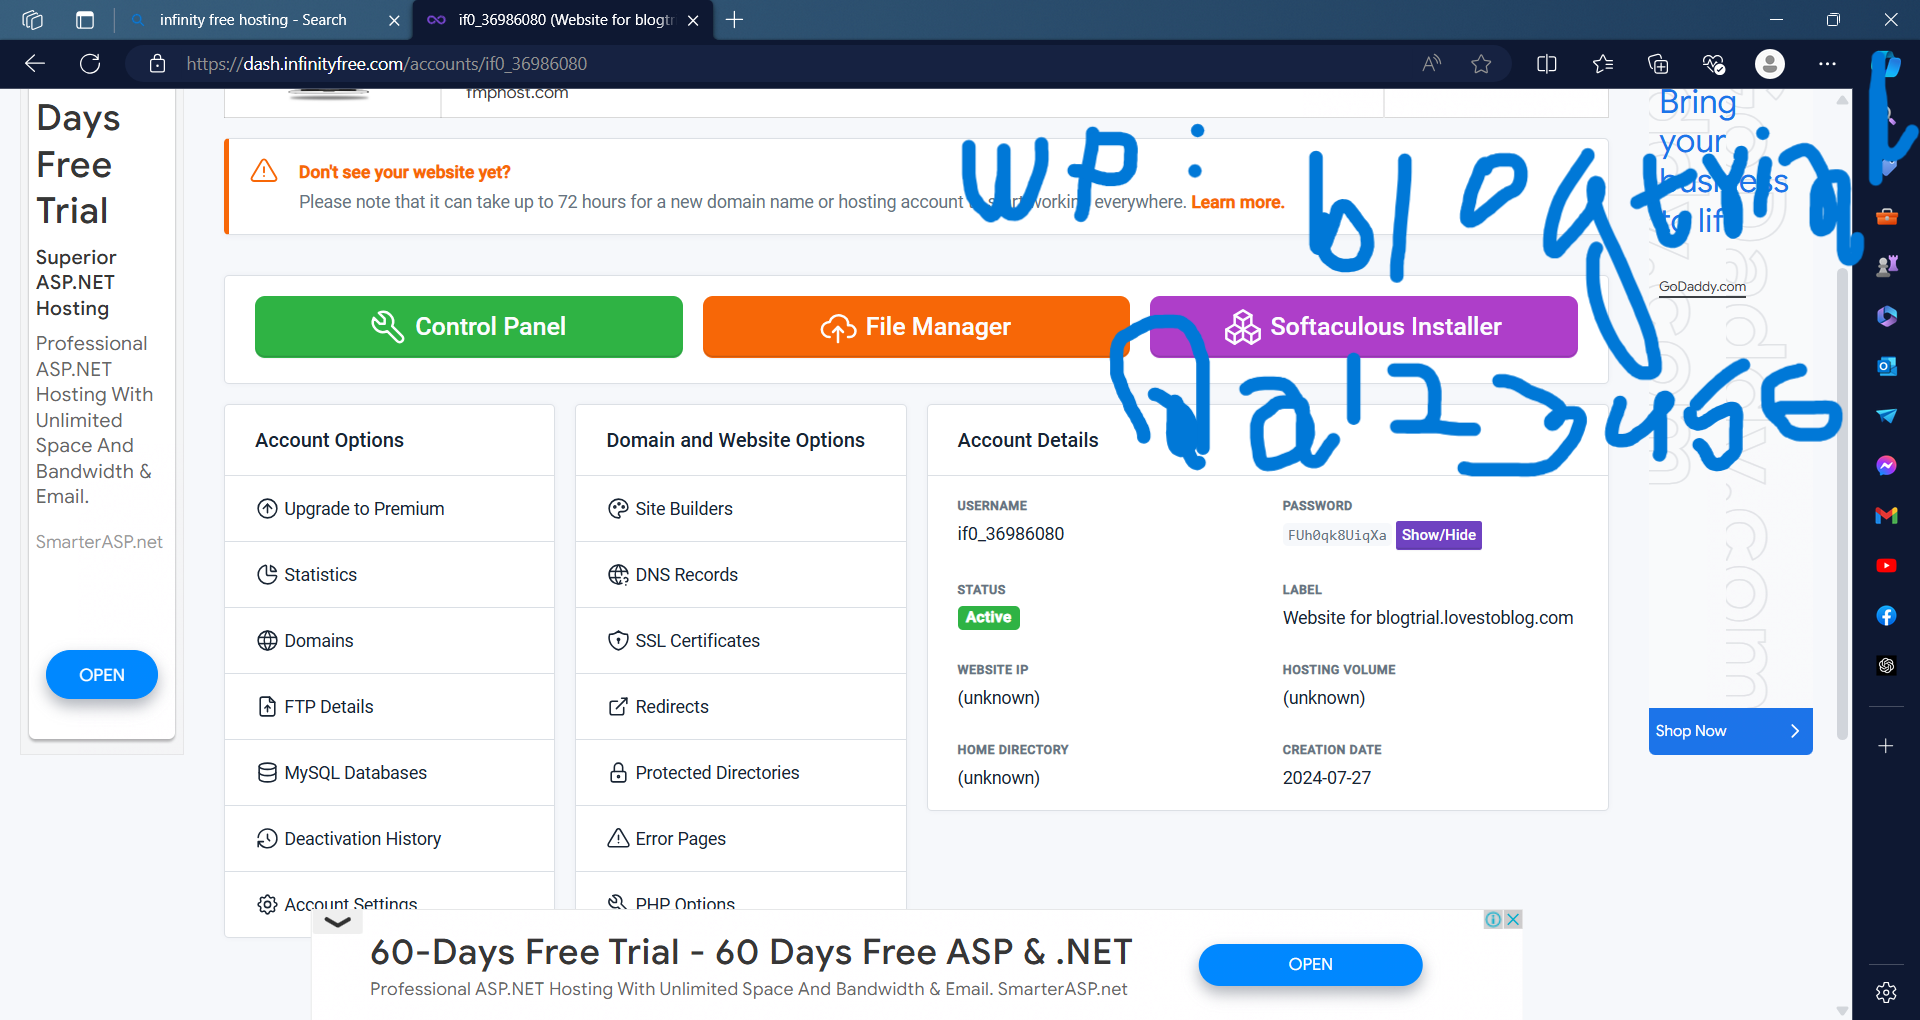 infinity free hosting - Search
if0_36986080 (Website for blogtr
https://dash.infinityfree.com/accounts/if0_36986080
Days
Free
Trial
Superior
ASP.NET
Hosting
Professional
ASP.NET
Hosting With
Unlimited
Space And
Bandwidth &
Email.
SmarterASP.net
OPEN
fmphost.com
Don't see your website yet?
Please note that it can take up to 72 hours for a new domain name or hosting account to start working everywhere. Learn more.
WP : blogtrial
Control Panel
File Manager
Softaculous Installer
a123456
Account Options
Upgrade to Premium
Statistics
Domains
FTP Details
MySQL Databases
Deactivation History
Account Settings
Domain and Website Options
Site Builders
DNS Records
SSL Certificates
Redirects
Protected Directories
Error Pages
PHP Options
Account Details
USERNAME
if0_36986080
PASSWORD
FUh0qk8UiqXa Show/Hide
STATUS
Active
LABEL
Website for blogtrial.lovestoblog.com
WEBSITE IP
(unknown)
HOSTING VOLUME
(unknown)
HOME DIRECTORY
(unknown)
CREATION DATE
2024-07-27
Bring
your
business
to life
GoDaddy.com
Shop Now
60-Days Free Trial - 60 Days Free ASP & .NET
Professional ASP.NET Hosting With Unlimited Space And Bandwidth & Email. SmarterASP.net
OPEN